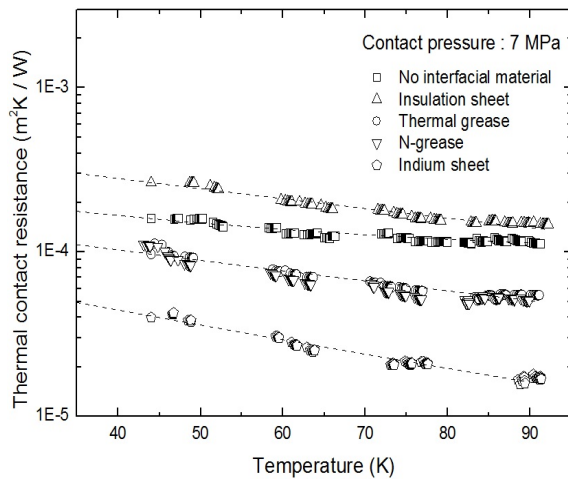 Contact pressure : 7 MPa
No interfacial material
Insulation sheet
Thermal grease
N-grease
Indium sheet
Thermal contact resistance (m²K / W)
1E-3
1E-4
1E-5
40 50 60 70 80 90
Temperature (K)